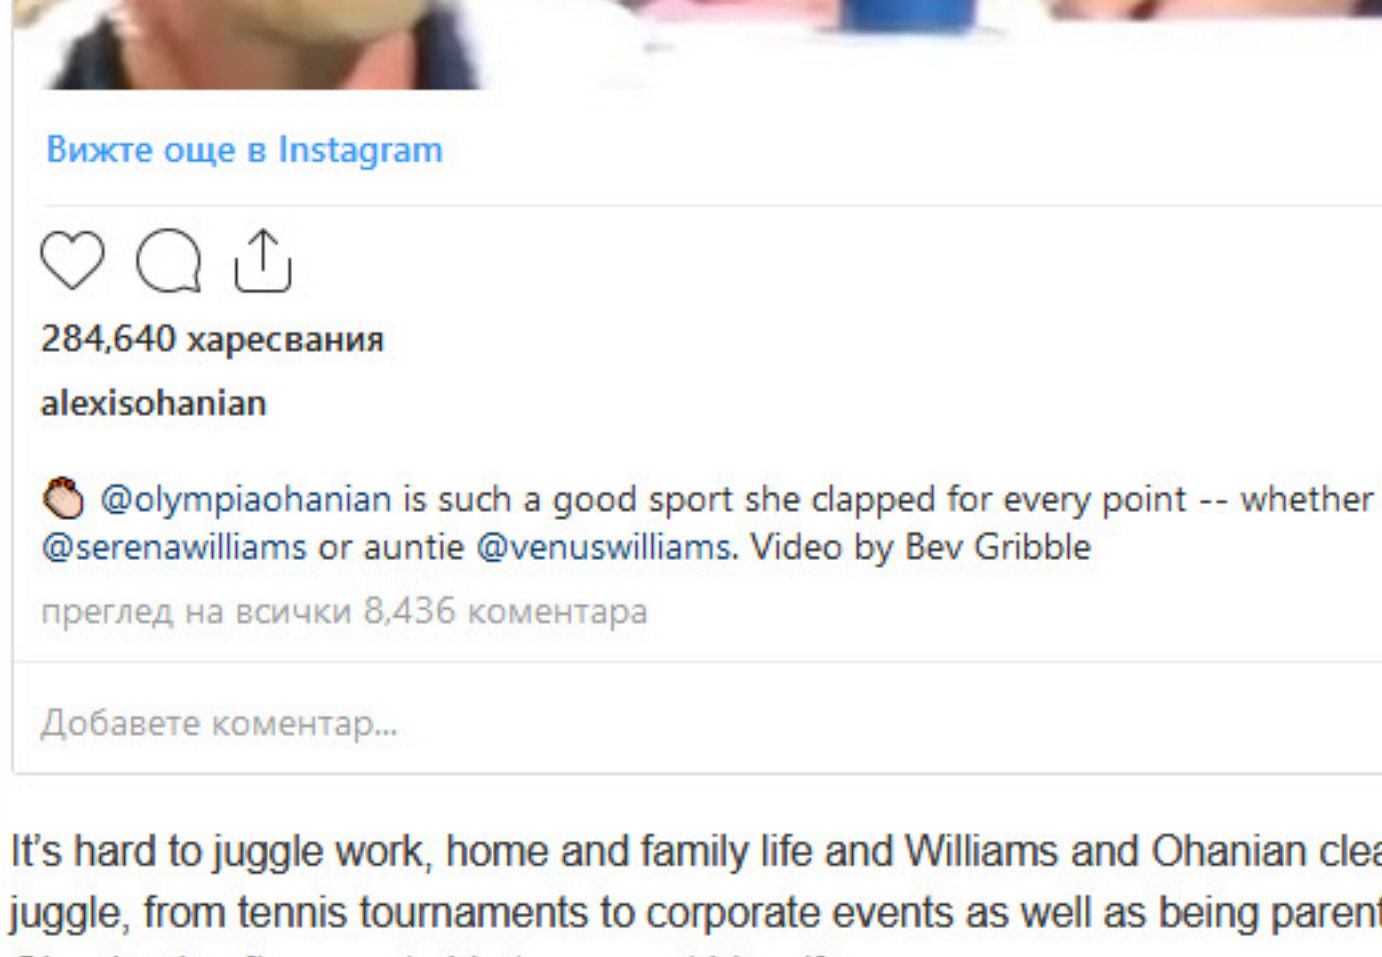 Вижте още в Instagram
284,640 харесвания
alexisohanian
@olympiaohanian is such a good sport she clapped for every point -- whether
@serenawilliams or auntie @venuswilliams. Video by Bev Gribble
преглед на всички 8,436 коментара
Добавете коментар...
It’s hard to juggle work, home and family life and Williams and Ohanian
juggle, from tennis tournaments to corporate events as well as being